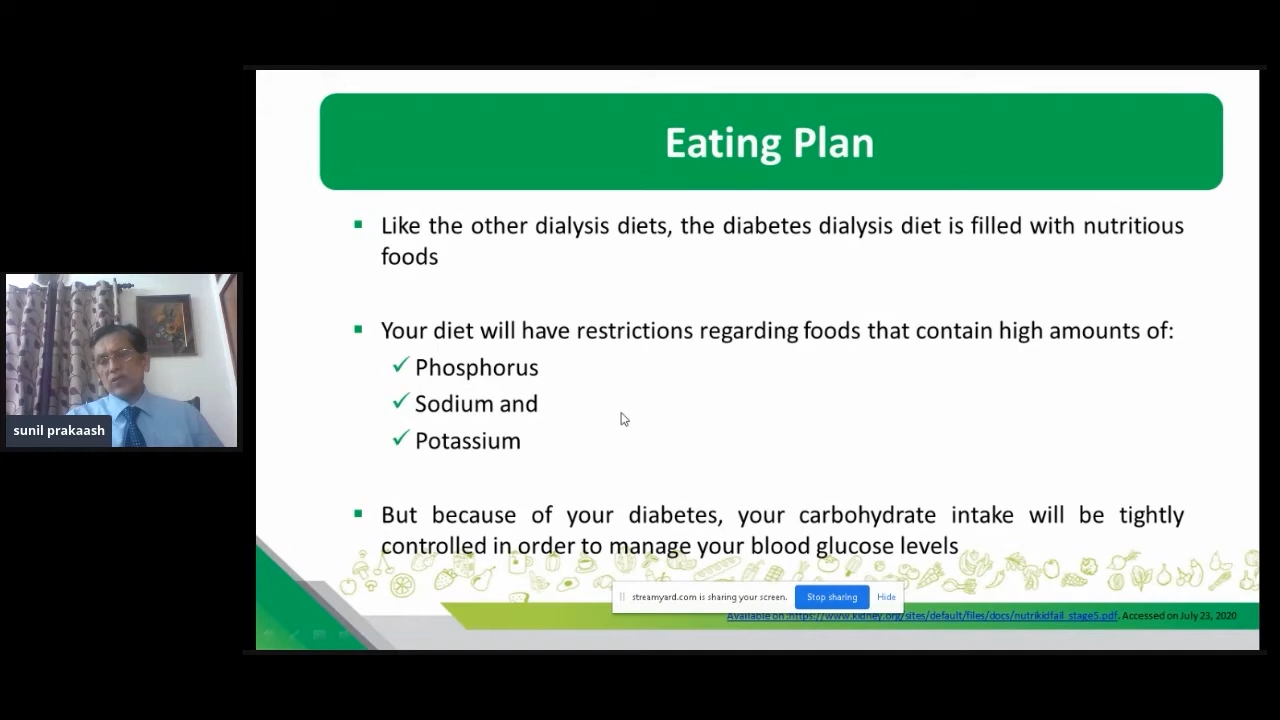 Eating Plan
Like the other dialysis diets, the diabetes dialysis diet is filled with nutritious
foods
Your diet will have restrictions regarding foods that contain high amounts of:
Phosphorus
Sodium and
Potassium
But because of your diabetes, your carbohydrate intake will be tightly
controlled in order to manage your blood glucose levels
sunil prakaash
streamyard.com is sharing your screen. Stop sharing Hide
Available on :https://www.kidney.org/sites/default/files/docs/nutrikidfail_stage5.pdf. Accessed on July 23, 2020